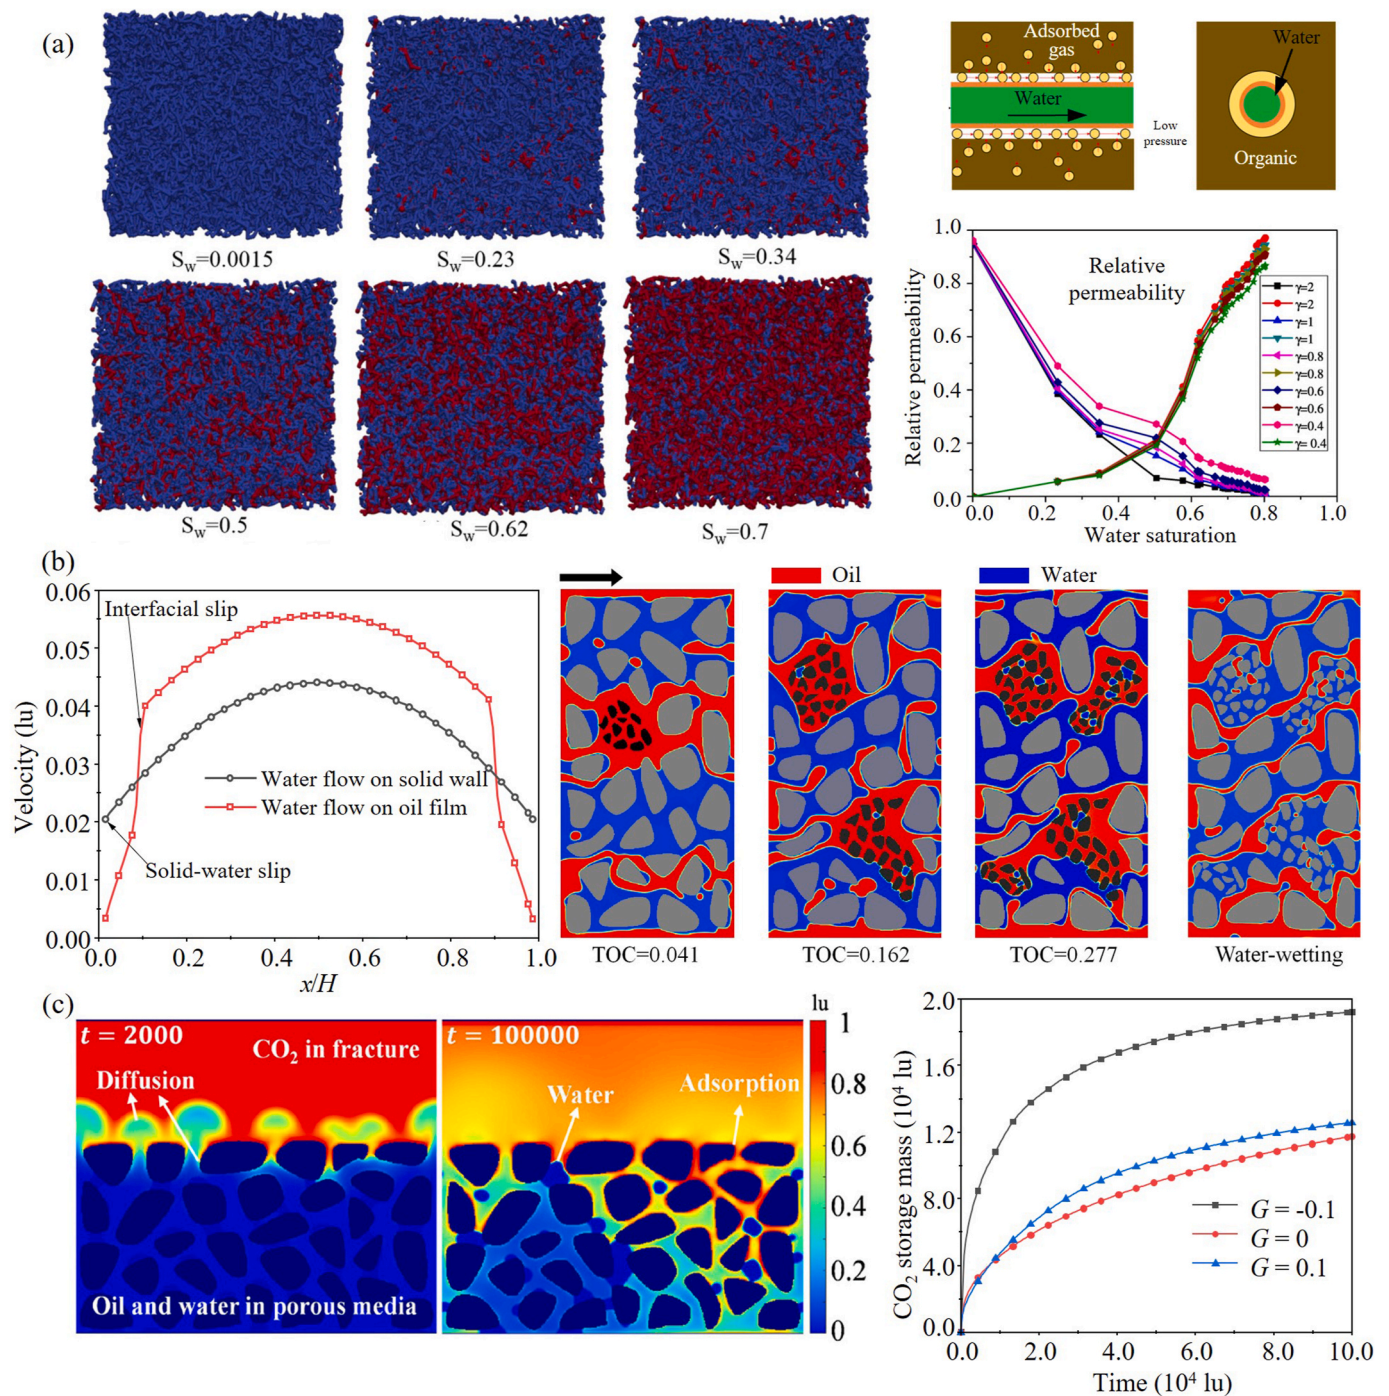 (a)
S_w=0.0015
S_w=0.23
S_w=0.34
S_w=0.5
S_w=0.62
S_w=0.7
Adsorbed
gas
Water
Low
pressure
Water
Organic
Relative permeability
1.0
0.8
0.6
0.4
0.2
0.0
Relative
permeability
γ=2
γ=2
γ=1
γ=1
γ=0.8
γ=0.8
γ=0.6
γ=0.6
γ=0.4
γ= 0.4
0.0 0.2 0.4 0.6 0.8 1.0
Water saturation
(b)
Velocity (lu)
0.06
0.05
0.04
0.03
0.02
0.01
0.00
Interfacial slip
Water flow on solid wall
Water flow on oil film
Solid-water slip
0.0 0.2 0.4 0.6 0.8 1.0
x/H
Oil
Water
TOC=0.041
TOC=0.162
TOC=0.277
Water-wetting
(c)
t = 2000
CO₂ in fracture
Diffusion
Oil and water in porous media
t = 100000
Water
Adsorption
lu
1
0.8
0.6
0.4
0.2
0
CO₂ storage mass (10⁴ lu)
2.0
1.6
1.2
8.0
4.0
0.0
G = -0.1
G = 0
G = 0.1
0.0 2.0 4.0 6.0 8.0 10.0
Time (10⁴ lu)